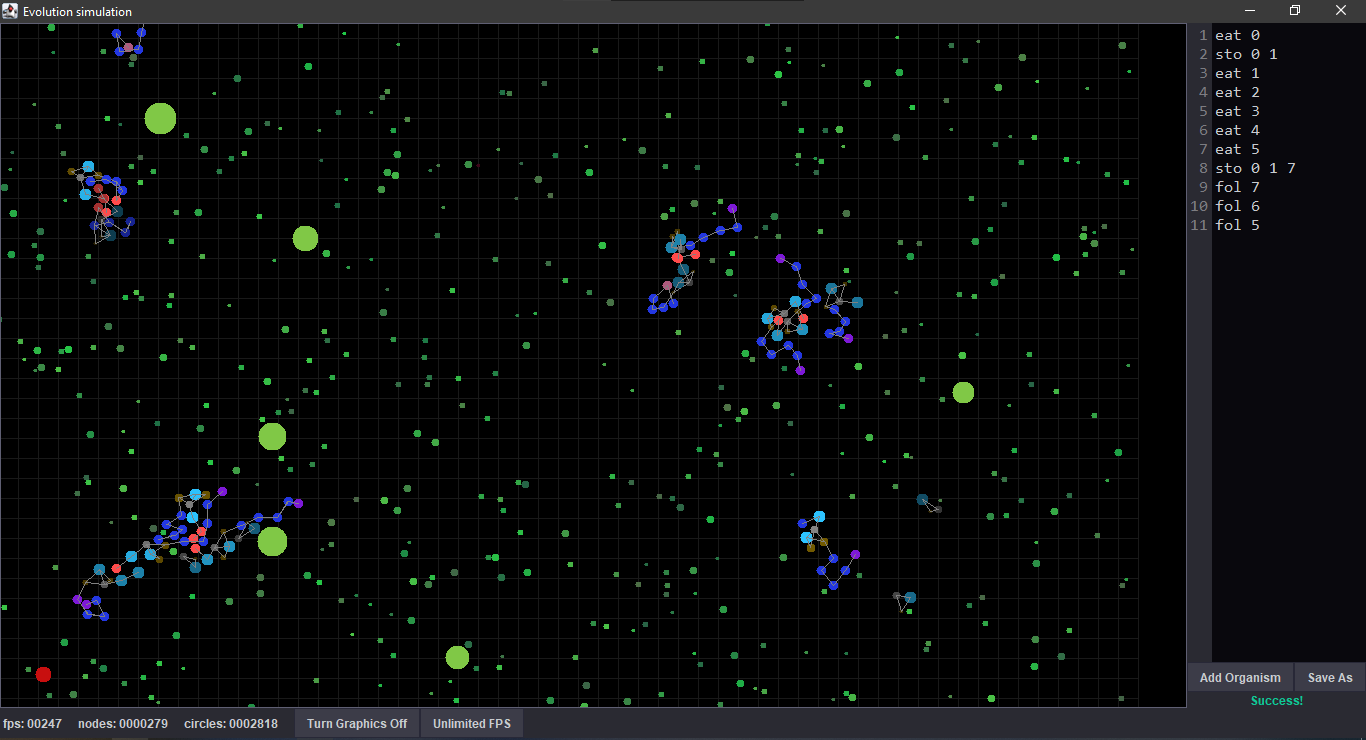 Evolution simulation
1 eat 0
2 sto 0 1
3 eat 1
4 eat 2
5 eat 3
6 eat 4
7 eat 5
8 sto 0 1 7
9 fol 7
10 fol 6
11 fol 5
Add Organism Save As
Success!
fps: 00247 nodes: 0000279 circles: 0002818 Turn Graphics Off Unlimited FPS